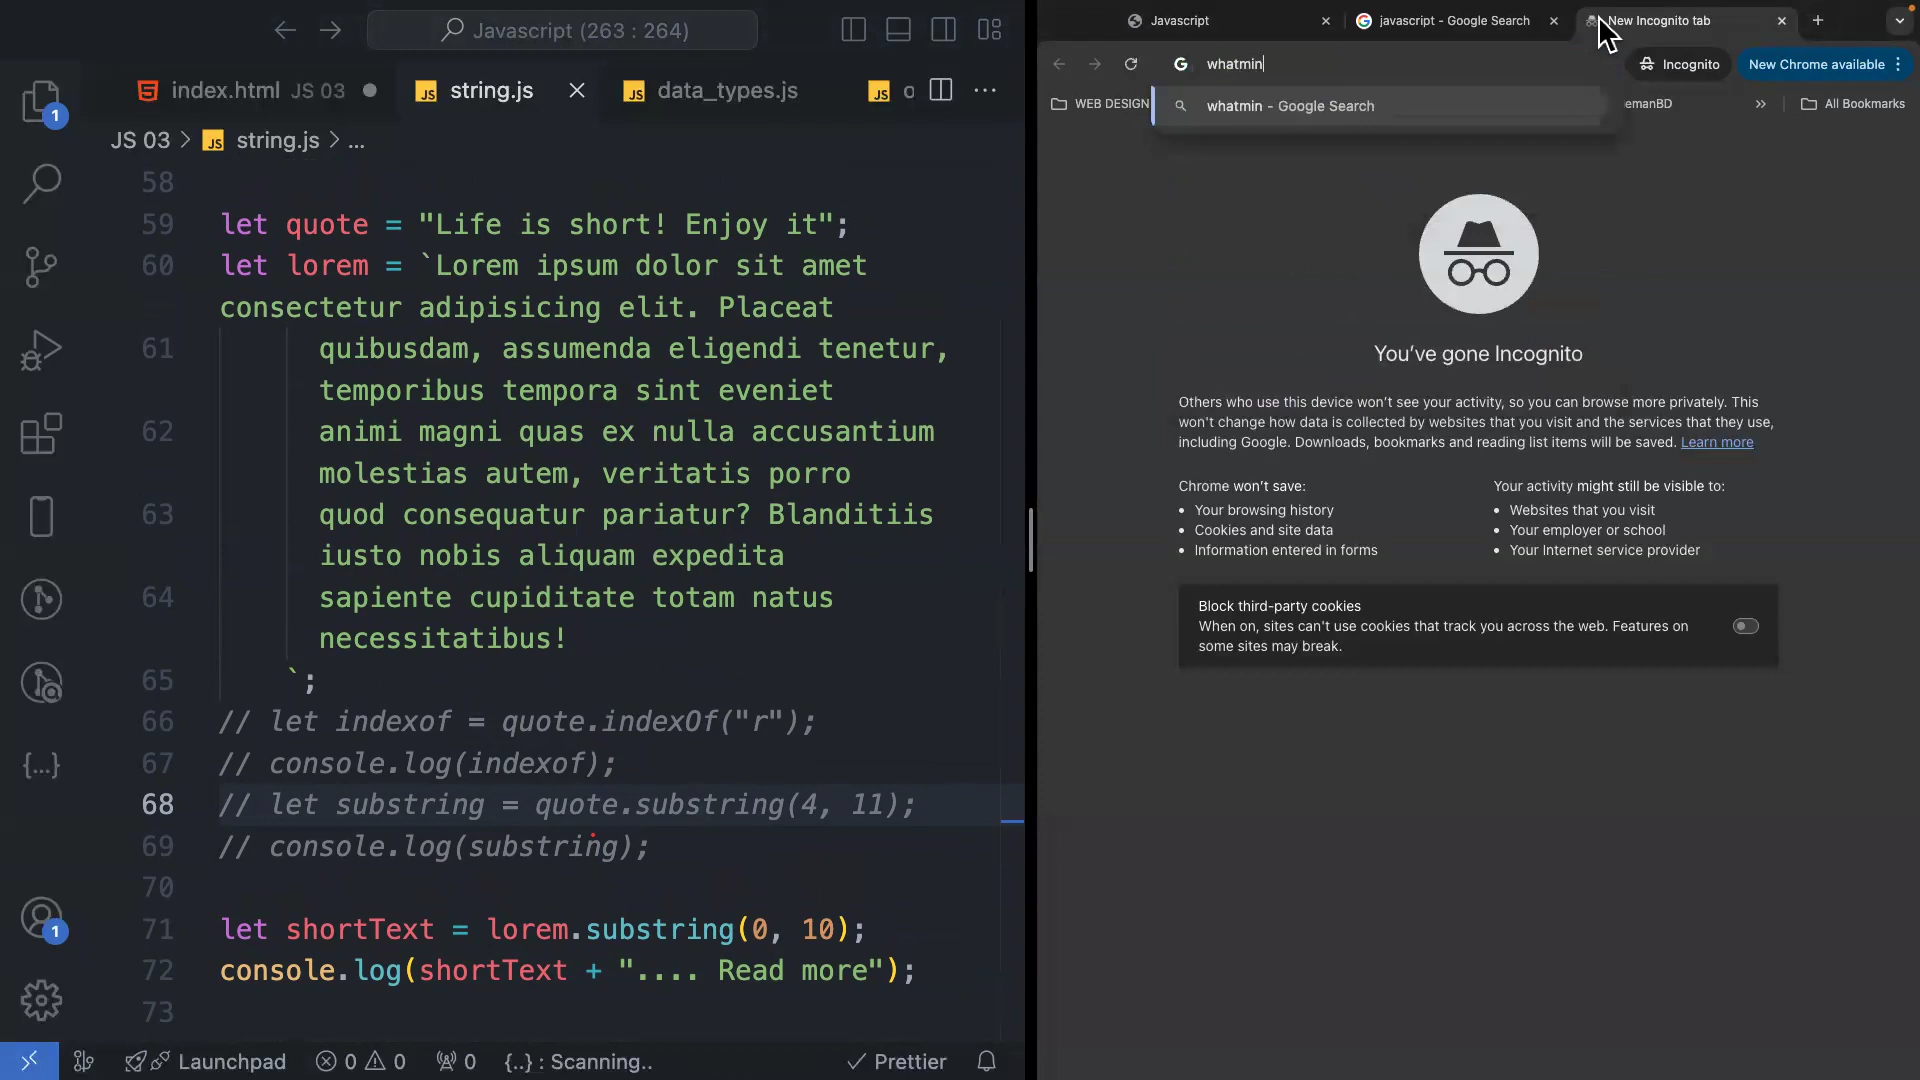 Javascript (263 : 264)
index.html JS 03
string.js
data_types.js
JS 03 > string.js > ...
58
59 let quote = "Life is short! Enjoy it";
60 let lorem = `Lorem ipsum dolor sit amet
consectetur adipisicing elit. Placeat
61 quibusdam, assumenda eligendi tenetur,
temporibus tempora sint eveniet
62 animi magni quas ex nulla accusantium
molestias autem, veritatis porro
63 quod consequatur pariatur? Blanditiis
iusto nobis aliquam expedita
64 sapiente cupiditate totam natus
necessitatibus!
65 `;
66 // let indexof = quote.indexOf("r");
67 // console.log(indexof);
68 // let substring = quote.substring(4, 11);
69 // console.log(substring);
70
71 let shortText = lorem.substring(0, 10);
72 console.log(shortText + ".... Read more");
73
1
1
Launchpad
0
0
0
{..} : Scanning..
Prettier
Javascript
javascript - Google Search
New Incognito tab
whatmin
Incognito
New Chrome available
whatmin - Google Search
WEB DESIGN
emanBD
»
All Bookmarks
You've gone Incognito
Others who use this device won't see your activity, so you can browse more privately. This
won't change how data is collected by websites that you visit and the services that they use,
including Google. Downloads, bookmarks and reading list items will be saved. Learn more
Chrome won't save:
• Your browsing history
• Cookies and site data
• Information entered in forms
Your activity might still be visible to:
• Websites that you visit
• Your employer or school
• Your Internet service provider
Block third-party cookies
When on, sites can't use cookies that track you across the web. Features on
some sites may break.